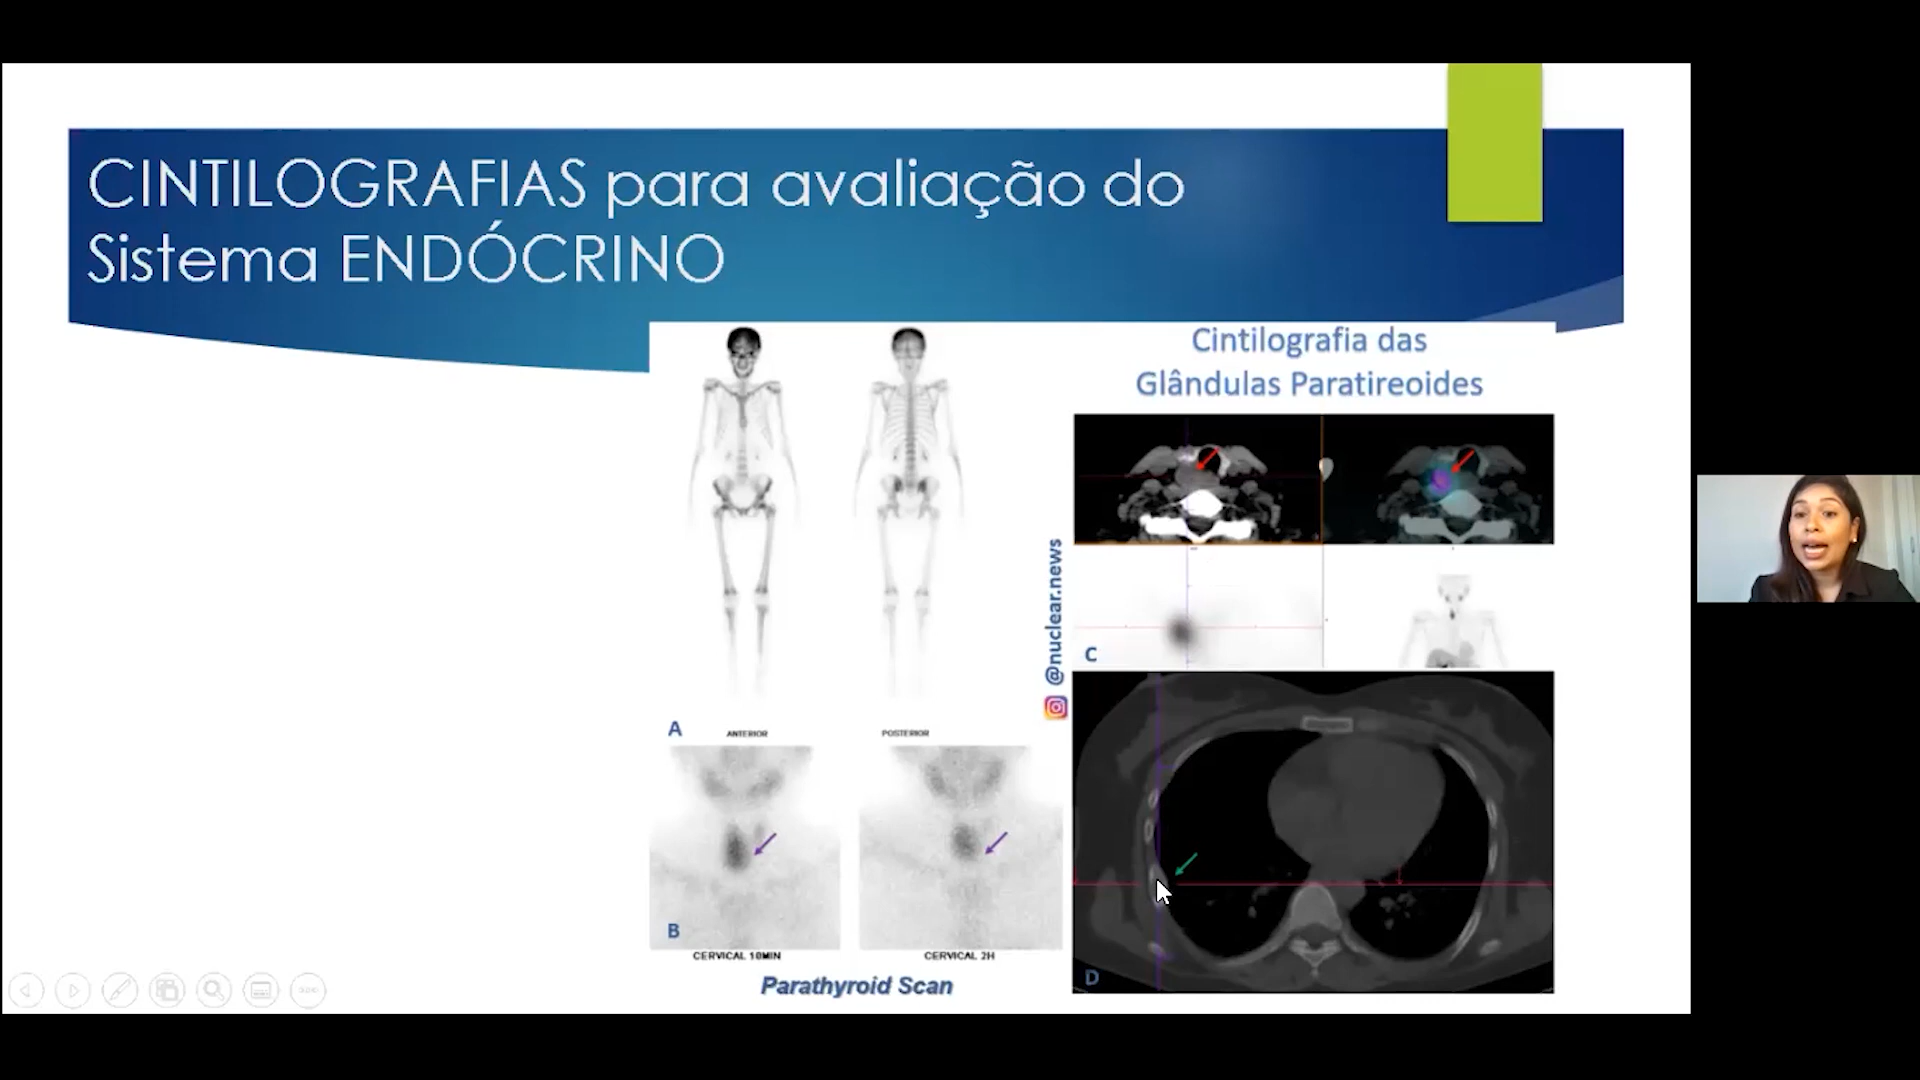 CINTILOGRAFIAS para avaliação do
Sistema ENDÓCRINO
Cintilografia das
Glândulas Paratireoides
@nuclear.news
A
ANTERIOR
POSTERIOR
B
CERVICAL 10MIN
CERVICAL 2H
Parathyroid Scan
C
D